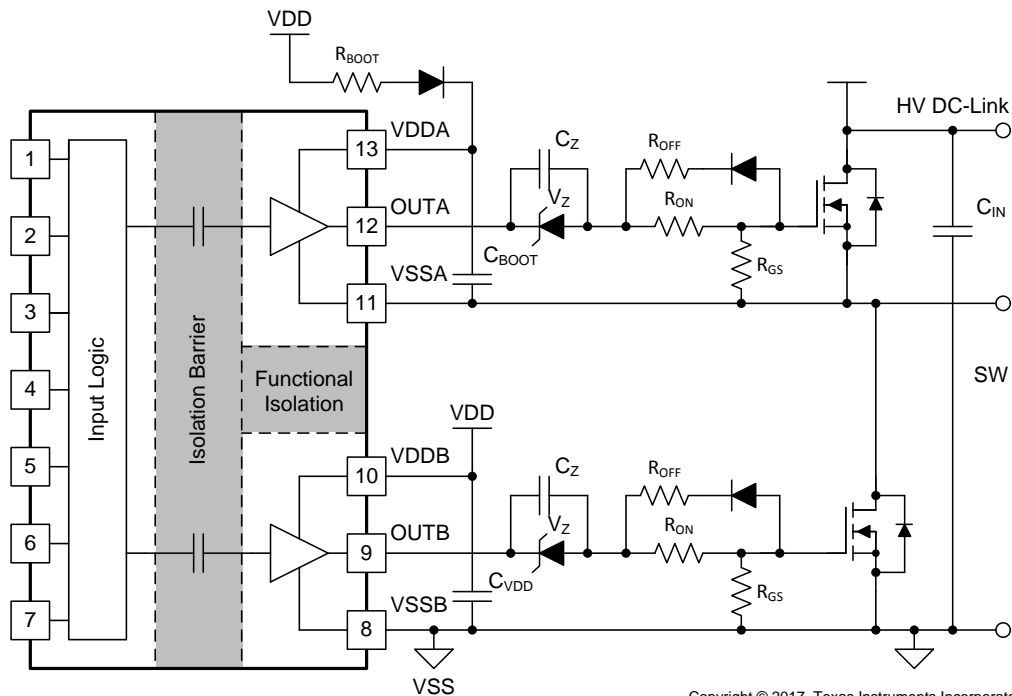 VDD
RBOOT
HV DC-Link
VDDA
13
1
CZ
ROFF
OUTA
VZ
RON
12
2
CIN
CBOOT
VSSA
RGS
11
3
Input Logic
Isolation Barrier
Functional
Isolation
SW
4
VDD
VDDB
10
5
CZ
ROFF
OUTB
VZ
RON
9
6
CVDD
VSSB
RGS
8
7
VSS
Copyright © 2017, Texas Instruments Incorporate